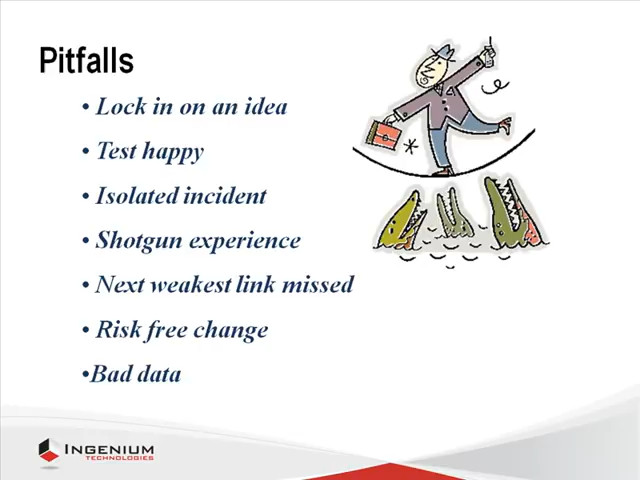 Pitfalls
• Lock in on an idea
• Test happy
• Isolated incident
• Shotgun experience
• Next weakest link missed
• Risk free change
•Bad data
INGENIUM
TECHNOLOGIES